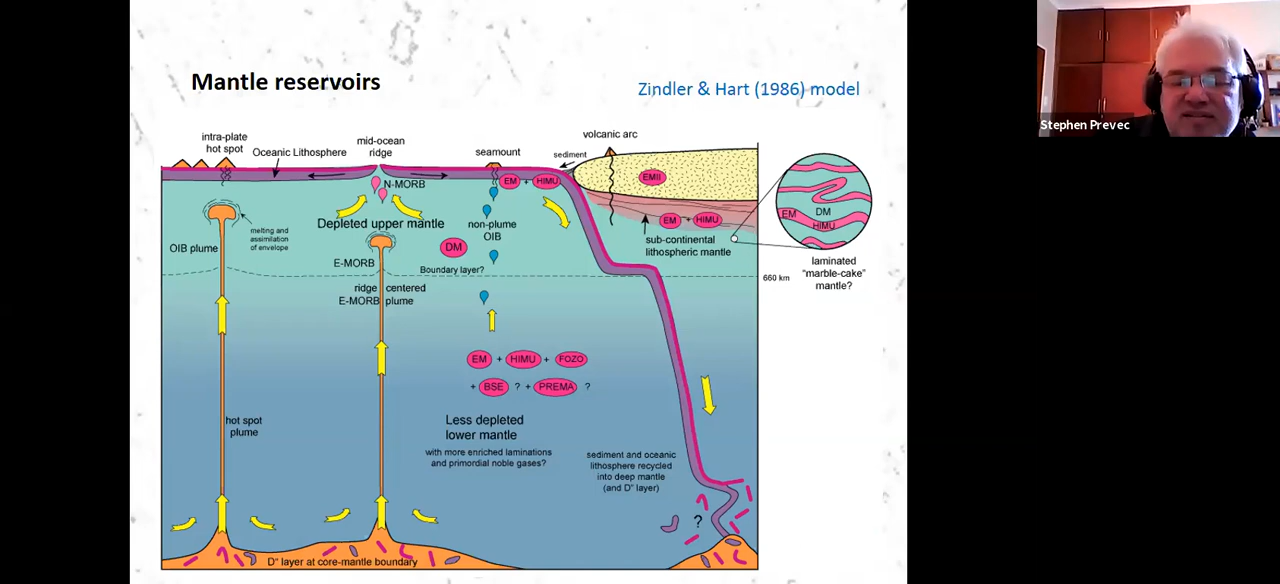 Mantle reservoirs
Zindler & Hart (1986) model
Stephen Prevec
intra-plate
hot spot
Oceanic Lithosphere
mid-ocean
ridge
seamount
sediment
volcanic arc
N-MORB
EM + HIMU
EMII
Depleted upper mantle
melting and
assimilation
of envelope
OIB plume
DM
non-plume
OIB
EM + HIMU
sub-continental
lithospheric mantle
EM
DM
HIMU
laminated
"marble-cake"
mantle?
E-MORB
Boundary layer?
660 km
ridge centered
E-MORB plume
EM + HIMU + FOZO
+ BSE ? + PREMA ?
hot spot
plume
Less depleted
lower mantle
with more enriched laminations
and primordial noble gases?
sediment and oceanic
lithosphere recycled
into deep mantle
(and D" layer)
?
D" layer at core-mantle boundary